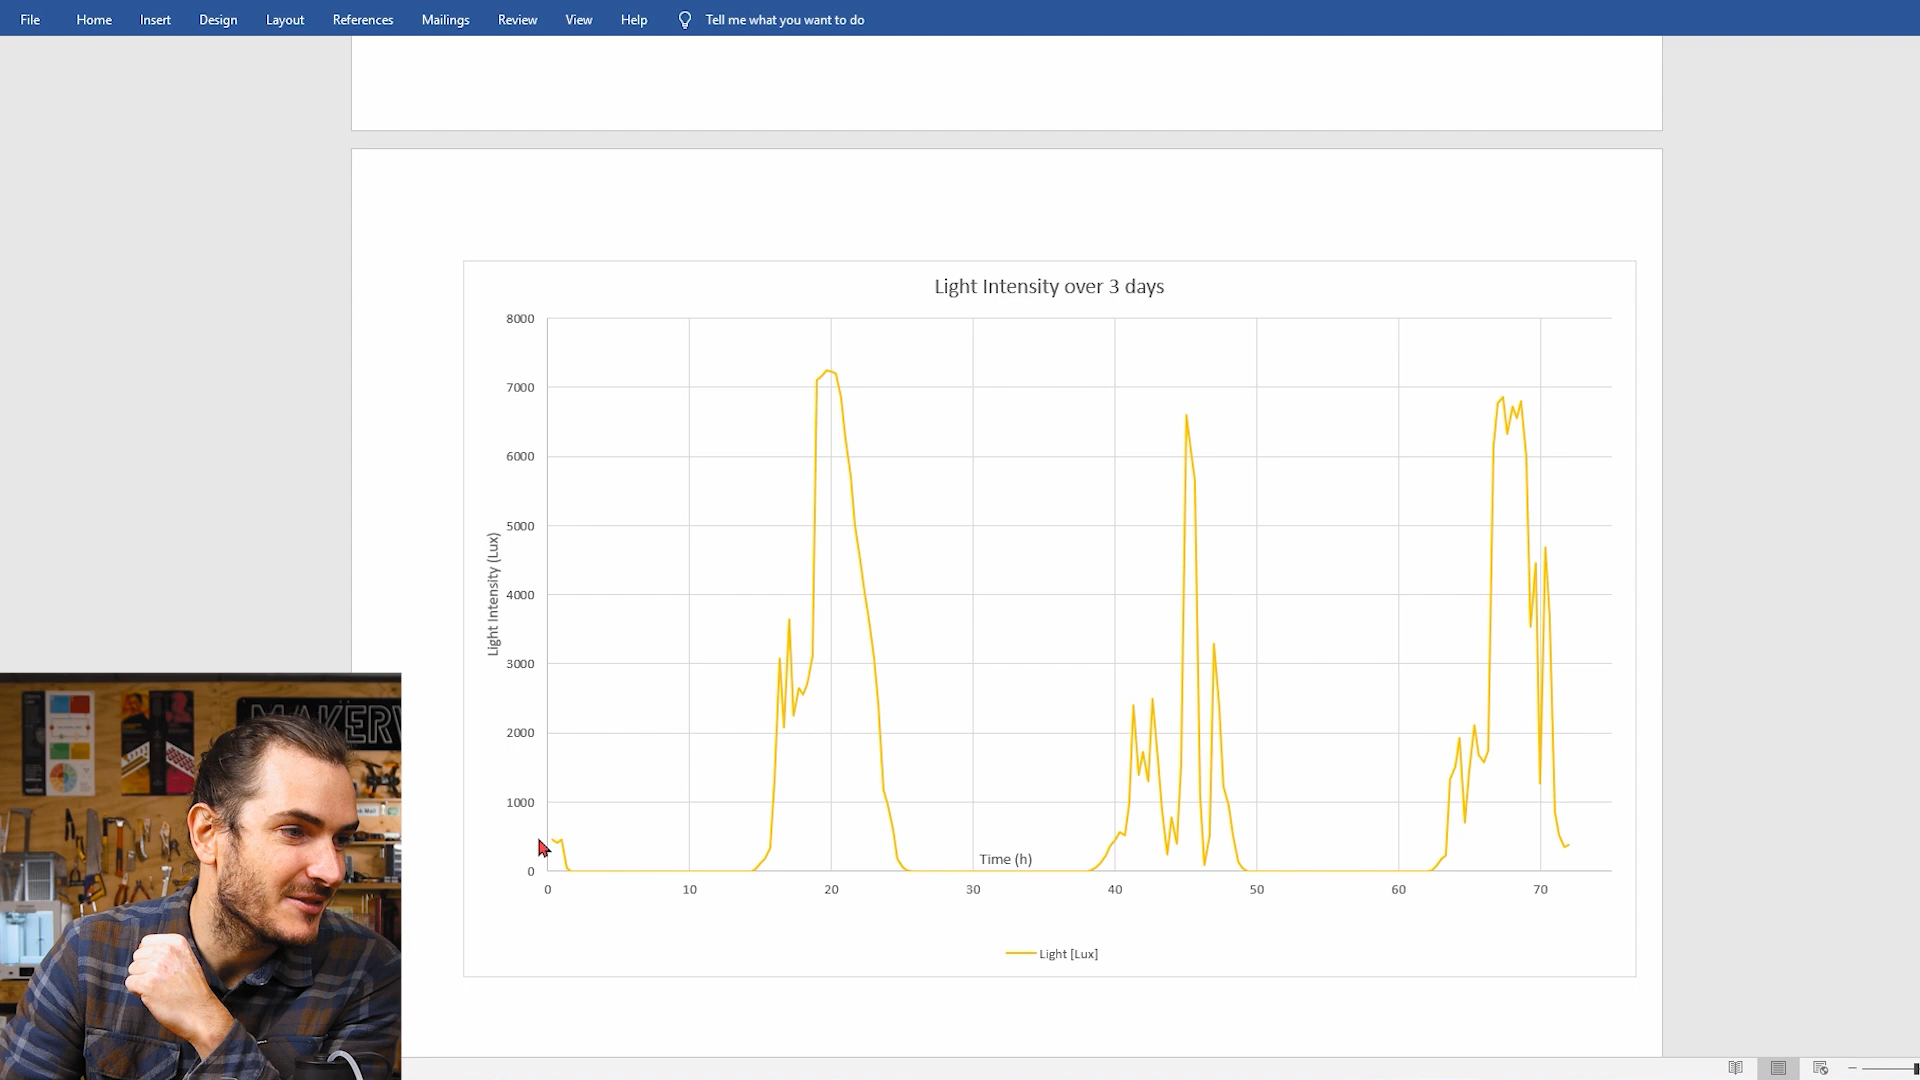 File Home Insert Design Layout References Mailings Review View Help Tell me what you want to do
Light Intensity over 3 days
8000
7000
6000
5000
4000
3000
2000
1000
0
Light Intensity (Lux)
Time (h)
0 10 20 30 40 50 60 70
Light [Lux]
MAKERV